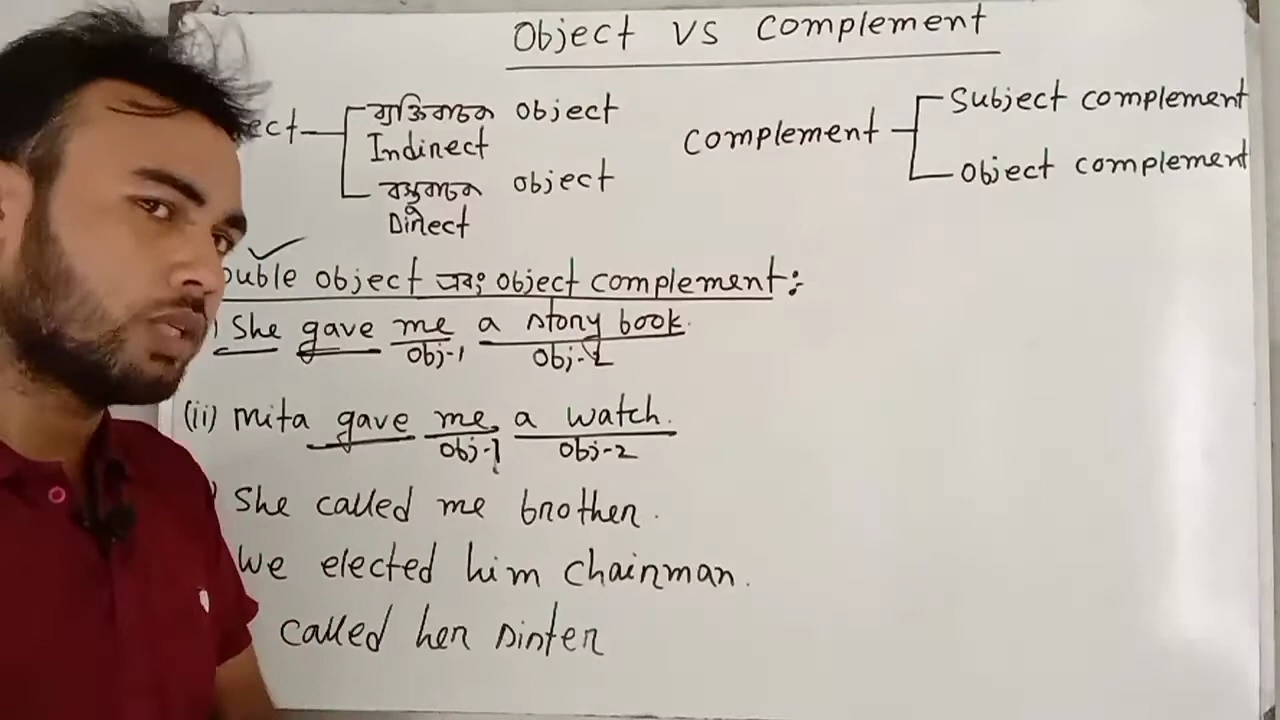 Object VS Complement
ect
ব্যক্তিবাচক object
Indirect
বস্তুবাচক object
Direct
complement
Subject complement
Object complement
ouble object এবং object complement:
) She gave me a story book.
obj-1 obj-2
(ii) Mita gave me a watch.
obj-1 obj-2
) She called me brother.
We elected him chairman.
called her sister